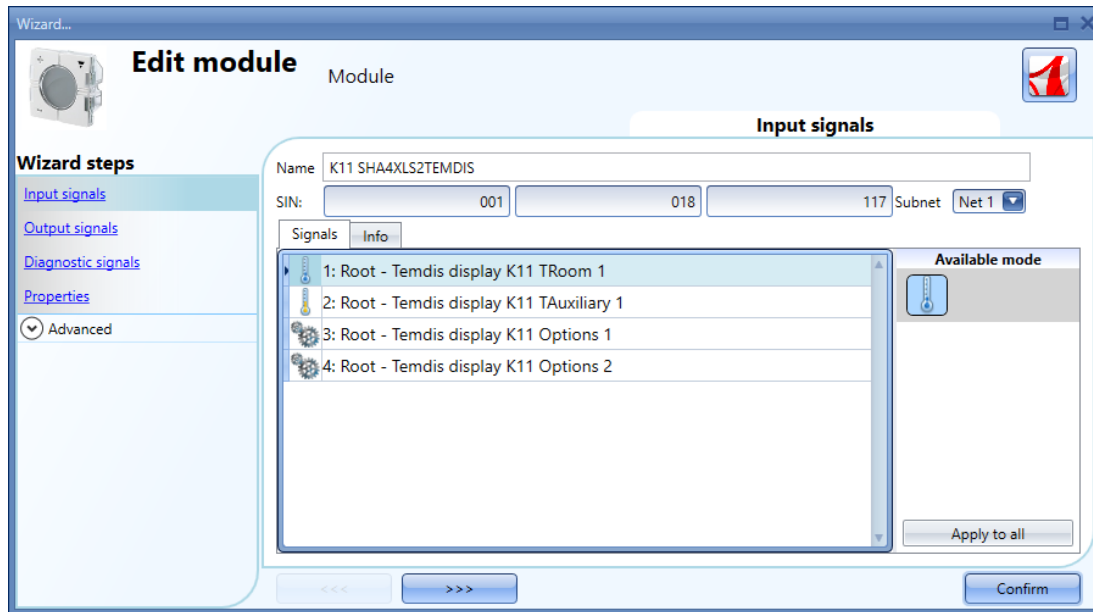 Wizard...
Edit module
Module
Input signals
Wizard steps
Input signals
Output signals
Diagnostic signals
Properties
Advanced
Name K11 SHA4XLS2TEMDIS
SIN: 001 018 117 Subnet Net 1
Signals Info
1: Root - Temdis display K11 TRoom 1
2: Root - Temdis display K11 TAuxiliary 1
3: Root - Temdis display K11 Options 1
4: Root - Temdis display K11 Options 2
Available mode
Apply to all
<<< >>> Confirm